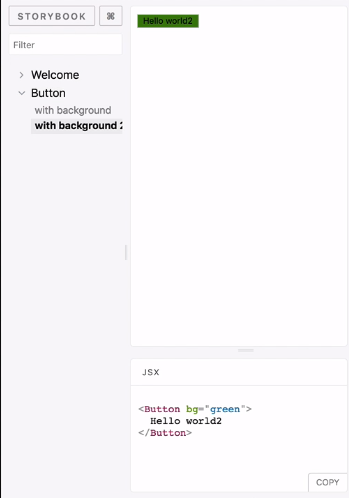 STORYBOOK ⌘
Filter
Welcome
Button
with background
with background 2
Hello world2
JSX
<Button bg="green">
Hello world2
</Button>
COPY